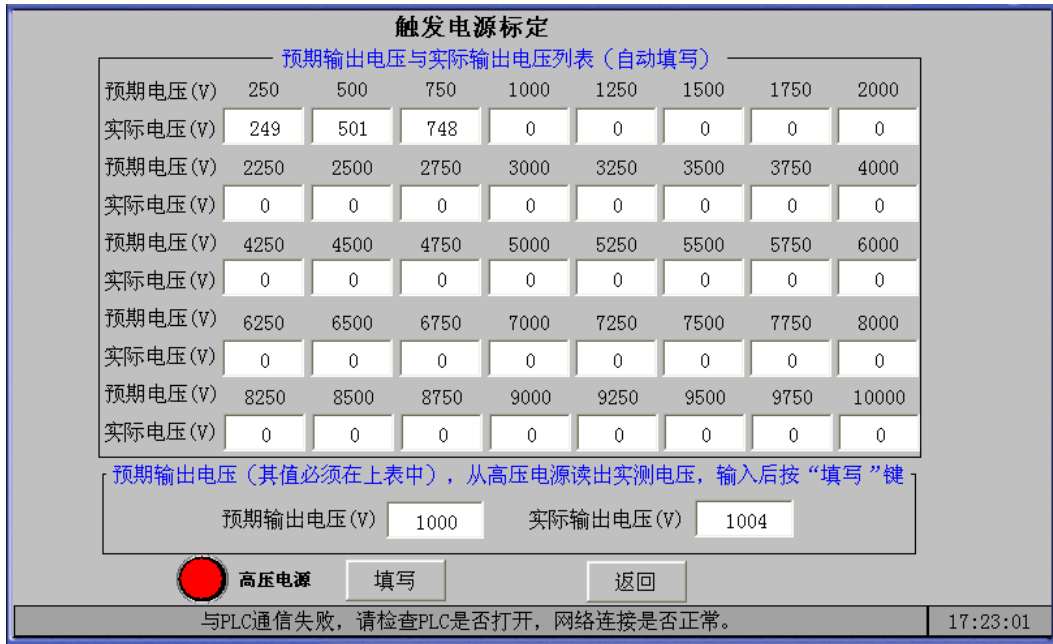 触发电源标定
预期输出电压与实际输出电压列表（自动填写）
预期电压(V) 250 500 750 1000 1250 1500 1750 2000
实际电压(V) 249 501 748 0 0 0 0 0
预期电压(V) 2250 2500 2750 3000 3250 3500 3750 4000
实际电压(V) 0 0 0 0 0 0 0 0
预期电压(V) 4250 4500 4750 5000 5250 5500 5750 6000
实际电压(V) 0 0 0 0 0 0 0 0
预期电压(V) 6250 6500 6750 7000 7250 7500 7750 8000
实际电压(V) 0 0 0 0 0 0 0 0
预期电压(V) 8250 8500 8750 9000 9250 9500 9750 10000
实际电压(V) 0 0 0 0 0 0 0 0
预期输出电压（其值必须在上表中），从高压电源读出实测电压，输入后按“填写”键
预期输出电压(V) 1000 实际输出电压(V) 1004
高压电源 填写 返回
与PLC通信失败，请检查PLC是否打开，网络连接是否正常。 17:23:01